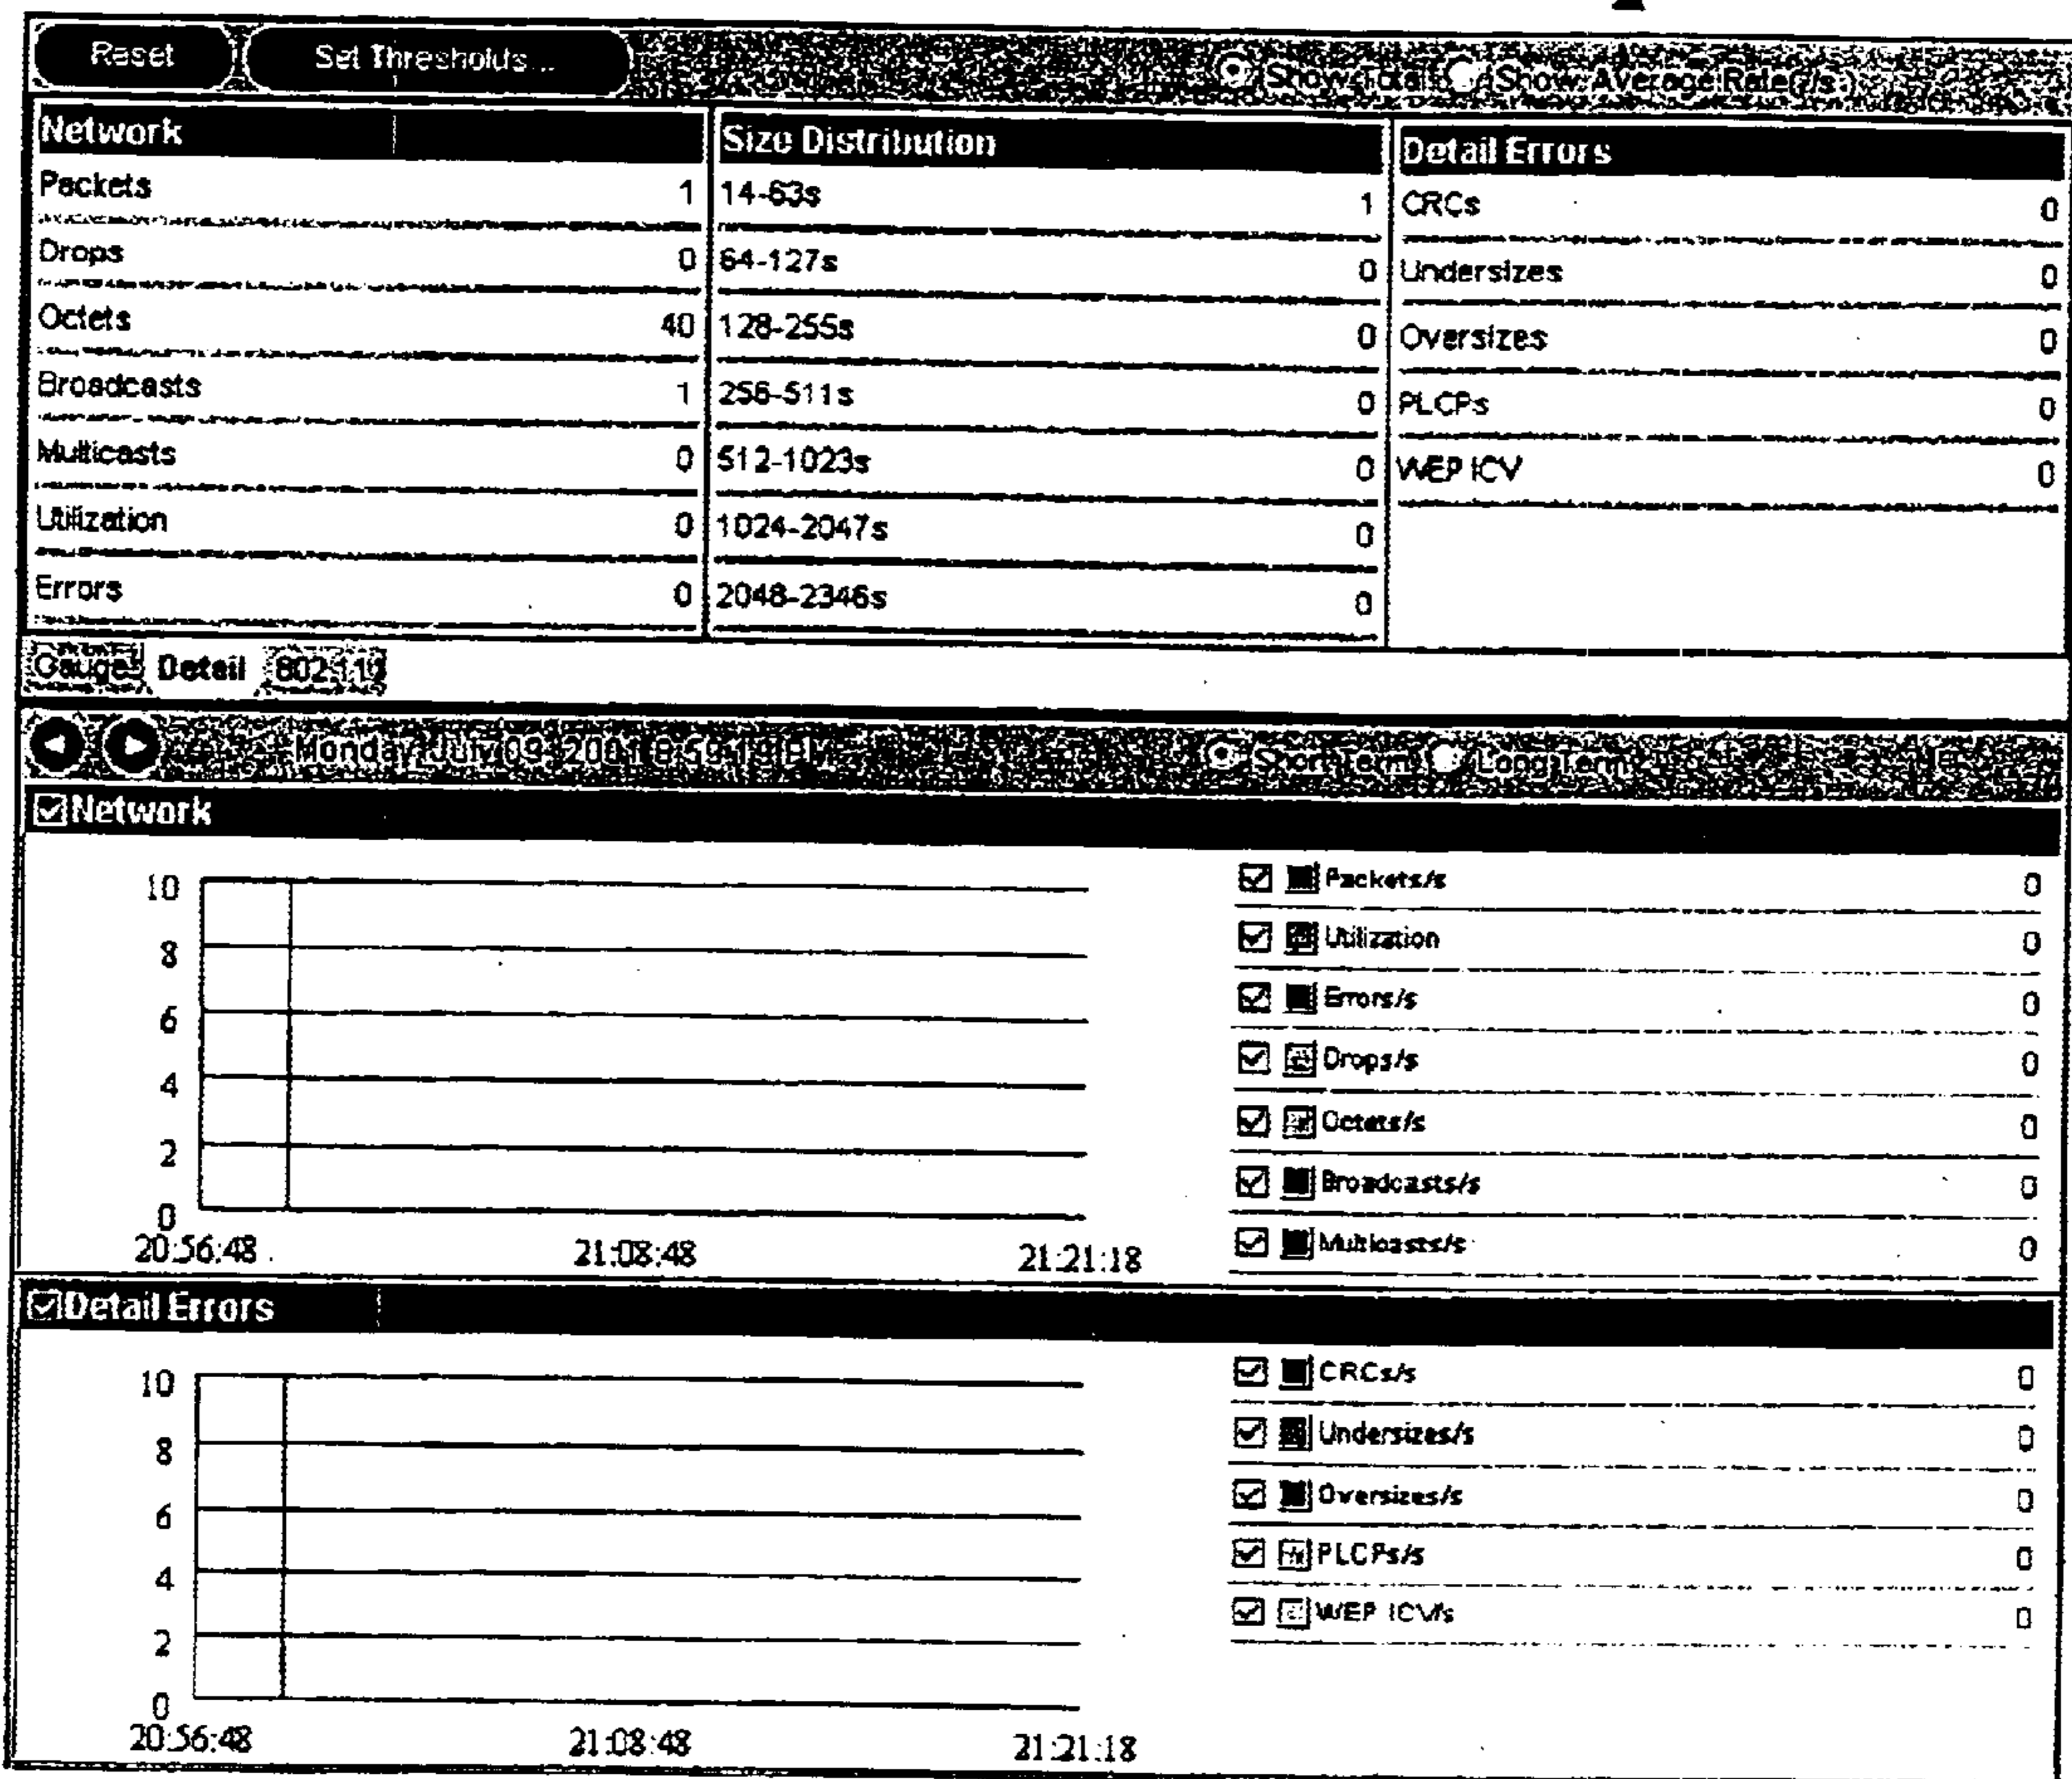 Reset Set Thresholds... Show Total Show Average Rate(/s)
Network Size Distribution Detail Errors
Packets 1 14-63s 1 CRCs 0
Drops 0 64-127s 0 Undersizes 0
Octets 40 128-255s 0 Oversizes 0
Broadcasts 1 256-511s 0 PLCPs 0
Multicasts 0 512-1023s 0 WEP ICV 0
Utilization 0 1024-2047s 0
Errors 0 2048-2346s 0
Gauges Detail 802.11
Monday, July 09, 2001 8:59:19 PM Short Term Long Term
Network
10 Packets/s 0
8 Utilization 0
6 Errors/s 0
4 Drops/s 0
2 Octets/s 0
0 Broadcasts/s 0
20:56:48 21:08:48 21:21:18 Multicasts/s 0
Detail Errors
10 CRCs/s 0
8 Undersizes/s 0
6 Oversizes/s 0
4 PLCPs/s 0
2 WEP ICV/s 0
0
20:56:48 21:08:48 21:21:18